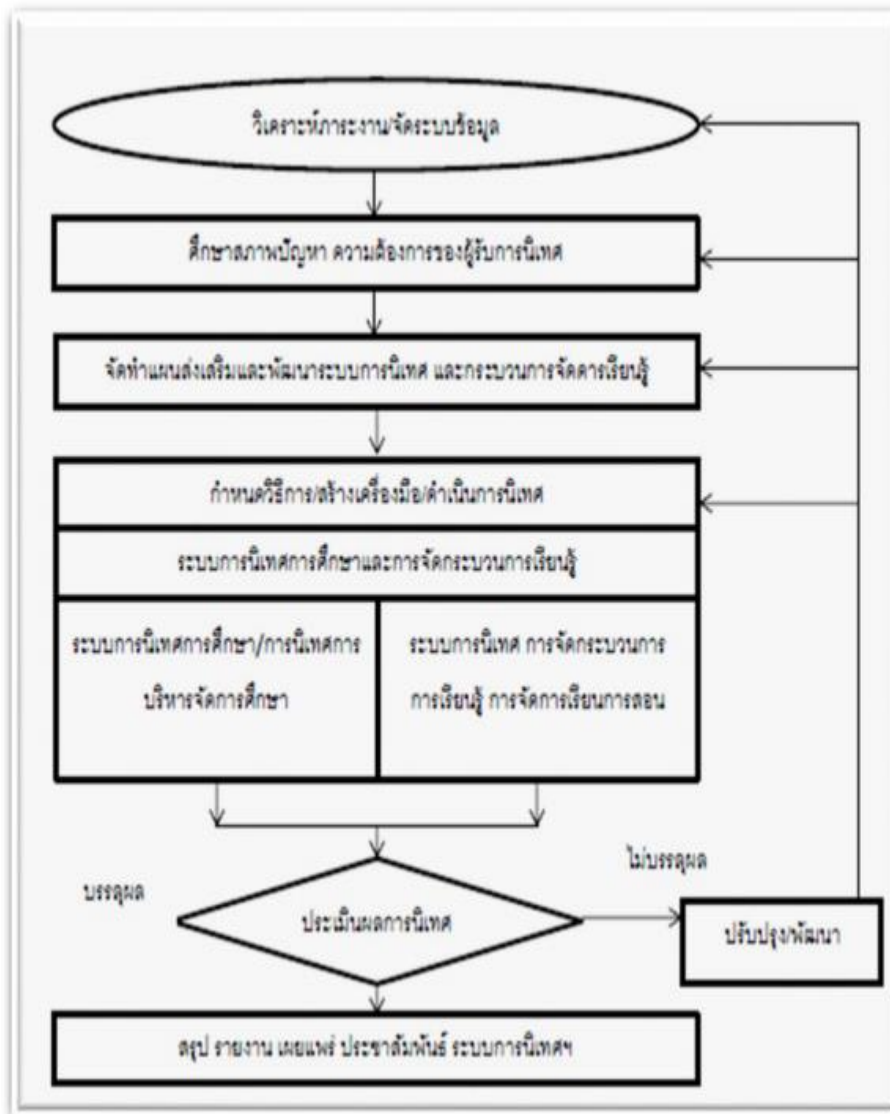 วิเคราะห์ภาระงาน/จัดระบบข้อมูล
ศึกษาสภาพปัญหา ความต้องการของผู้รับการนิเทศ
จัดทำแผนส่งเสริมและพัฒนาระบบการนิเทศ และกระบวนการจัดดารเรียนรู้
กำหนดวิธีการ/สร้างเครื่องมือ/ดำเนินการนิเทศ
ระบบการนิเทศการศึกษาและการจัดกระบวนการเรียนรู้
ระบบการนิเทศการศึกษา/การนิเทศการ
บริหารจัดการศึกษา
ระบบการนิเทศ การจัดกระบวนการ
การเรียนรู้ การจัดการเรียนการสอน
ไม่บรรลุผล
บรรลุผล
ประเมินผลการนิเทศ
ปรับปรุง/พัฒนา
สรุป รายงาน เผยแพร่ ประชาสัมพันธ์ ระบบการนิเทศฯ